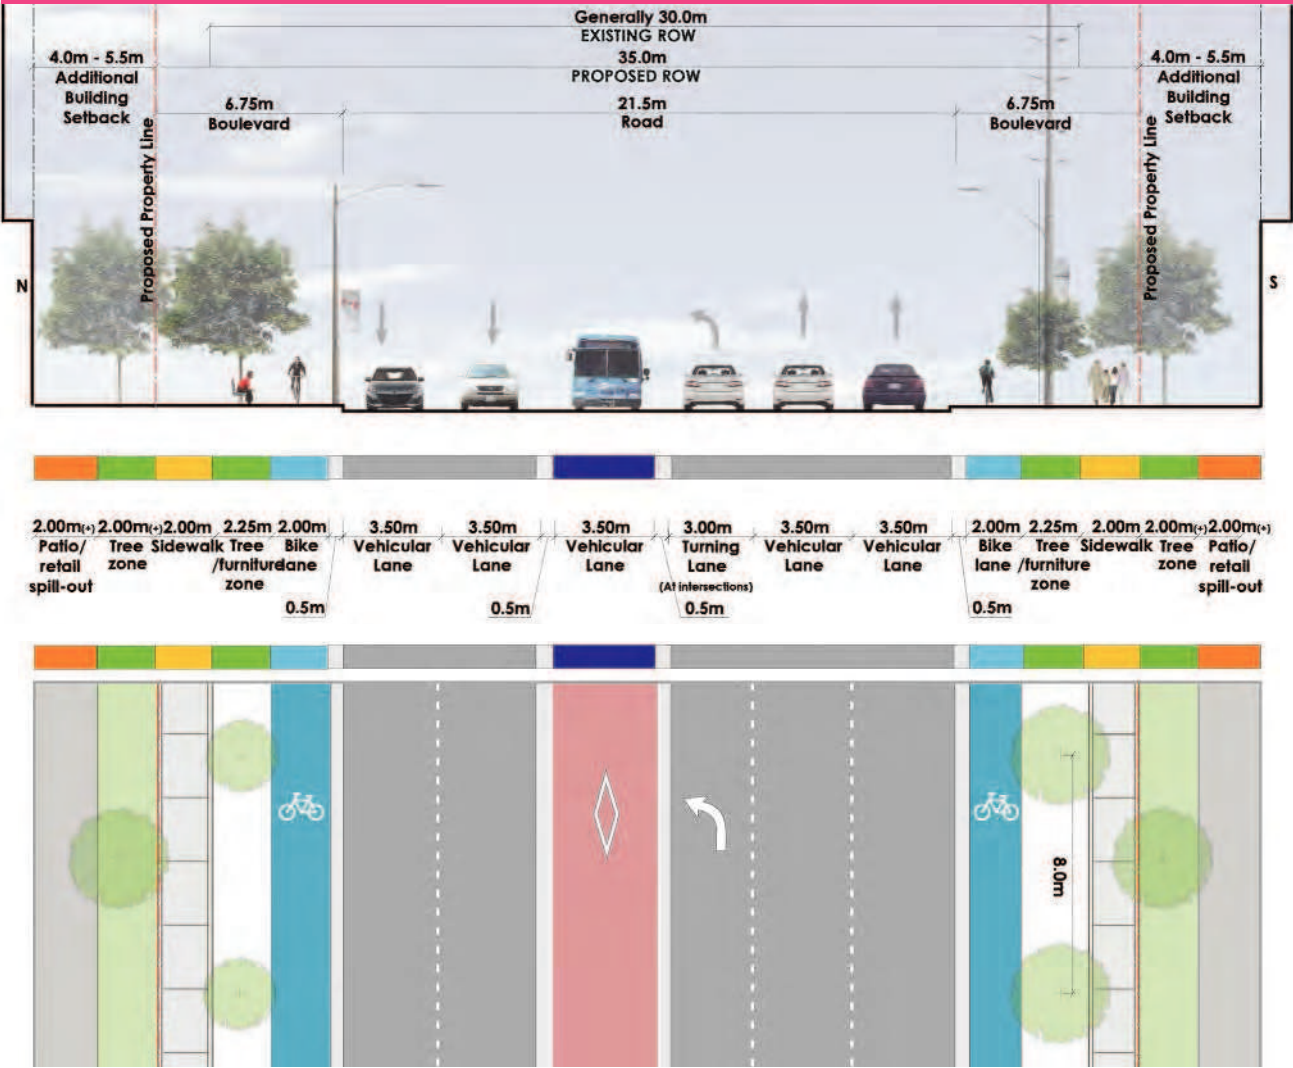 Generally 30.0m
EXISTING ROW
4.0m - 5.5m 35.0m 4.0m - 5.5m
Additional PROPOSED ROW Additional
Building Building
Setback 6.75m 21.5m 6.75m Setback
Boulevard Road Boulevard
Proposed Property Line
Proposed Property Line
N
S
2.00m(+) 2.00m(+) 2.00m 2.25m 2.00m 3.50m 3.50m 3.50m 3.00m 3.50m 3.50m 2.00m 2.25m 2.00m 2.00m(+) 2.00m(+)
Patio/ Tree Sidewalk Tree Bike Vehicular Vehicular Vehicular Turning Vehicular Vehicular Bike Tree Sidewalk Tree Patio/
retail zone /furniture lane Lane Lane Lane Lane Lane Lane lane /furniture zone retail
spill-out zone (At intersections) zone spill-out
0.5m 0.5m 0.5m 0.5m
8.0m